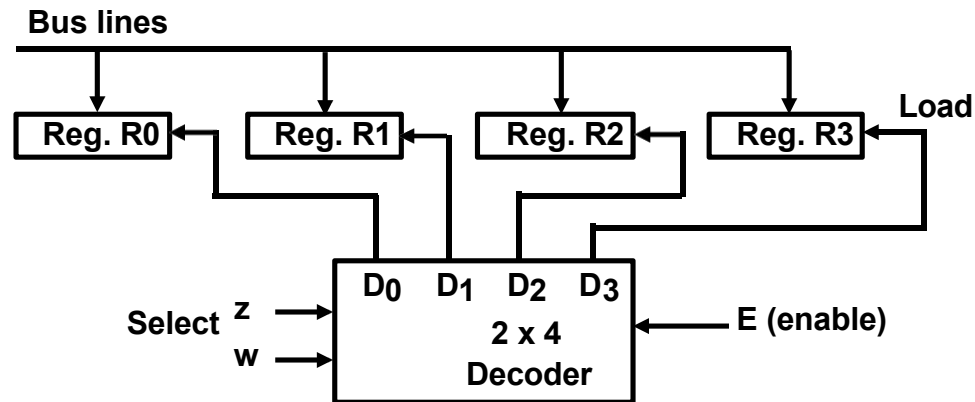 Bus lines
Load
Reg. R0 Reg. R1 Reg. R2 Reg. R3
D0 D1 D2 D3
Select z
w
2 x 4
Decoder
E (enable)